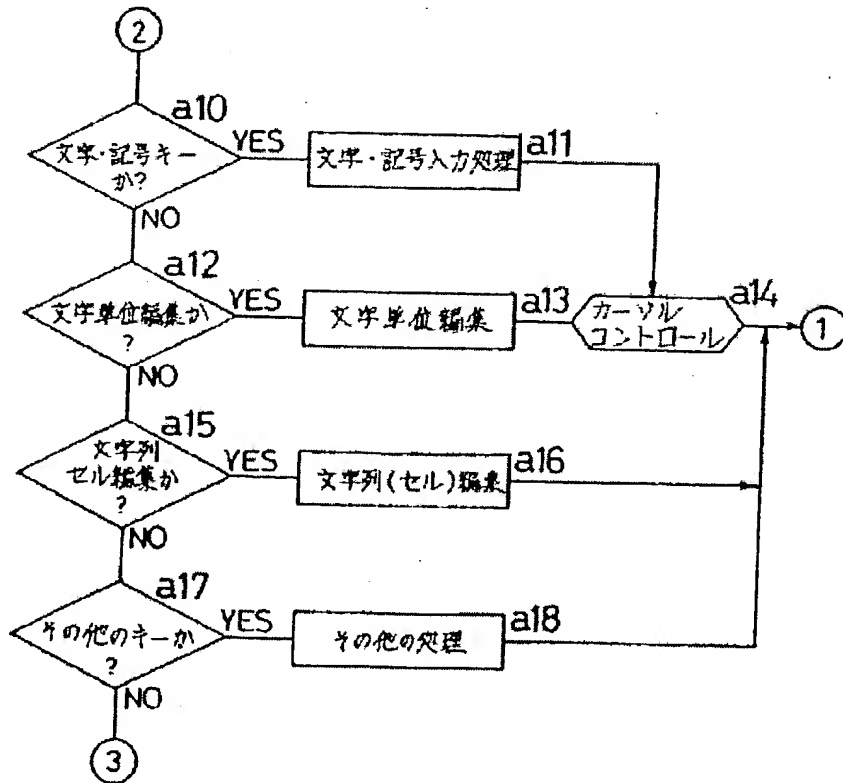 2
a10
文字・記号キー
か?
YES
文字・記号入力処理
a11
NO
a12
文字単位編集か
?
YES
文字単位編集
a13
カーソル
コントロール
a14
1
NO
a15
文字列
セル編集か
?
YES
文字列(セル)編集
a16
NO
a17
その他のキーか
?
YES
その他の処理
a18
NO
3